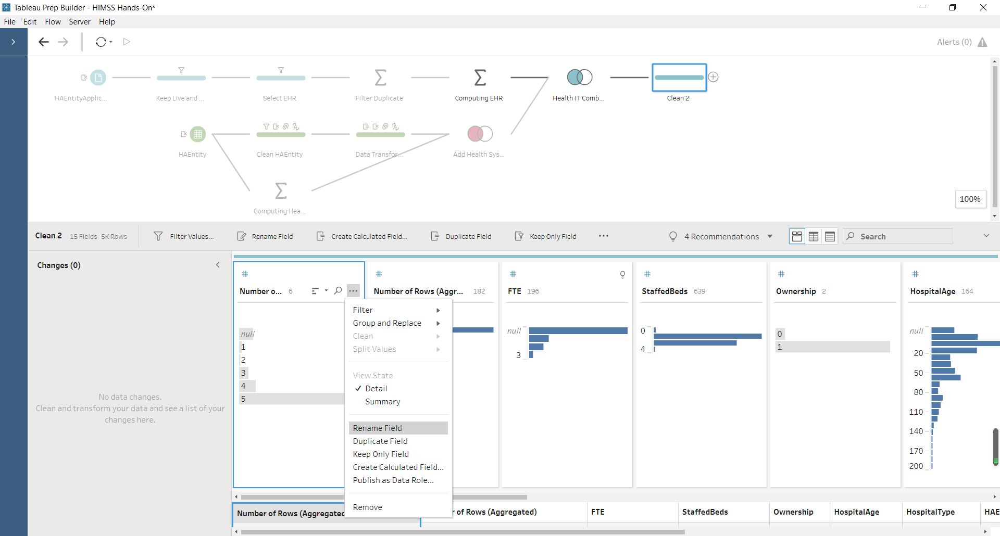 Tableau Prep Builder - HIMSS Hands-On*
File Edit Flow Server Help
Alerts (0)
HAEntityApplic...
Keep Live and ...
Select EHR
Filter Duplicate
Computing EHR
Health IT Comb...
Clean 2
HAEntity
Clean HAEntity
Data Transfor...
Add Health Sys...
Computing Hea...
100%
Clean 2 15 Fields 5K Rows
Filter Values...
Rename Field
Create Calculated Field...
Duplicate Field
Keep Only Field
4 Recommendations
Search
Changes (0)
No data changes.
Clean and transform your data and see a list of your
changes here.
Number o... 6
null
1
2
3
4
5
Number of Rows (Aggr... 182
FTE 196
null
3
StaffedBeds 639
0
4
Ownership 2
0
1
HospitalAge 164
null
20
50
80
110
140
170
200
Filter
Group and Replace
Clean
Split Values
View State
Detail
Summary
Rename Field
Duplicate Field
Keep Only Field
Create Calculated Field...
Publish as Data Role...
Remove
Number of Rows (Aggregated
r of Rows (Aggregated)
FTE
StaffedBeds
Ownership
HospitalAge
HospitalType
HAE